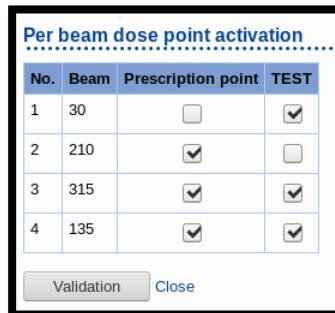 Per beam dose point activation
No. Beam Prescription point TEST
1 30
2 210
3 315
4 135
Validation Close